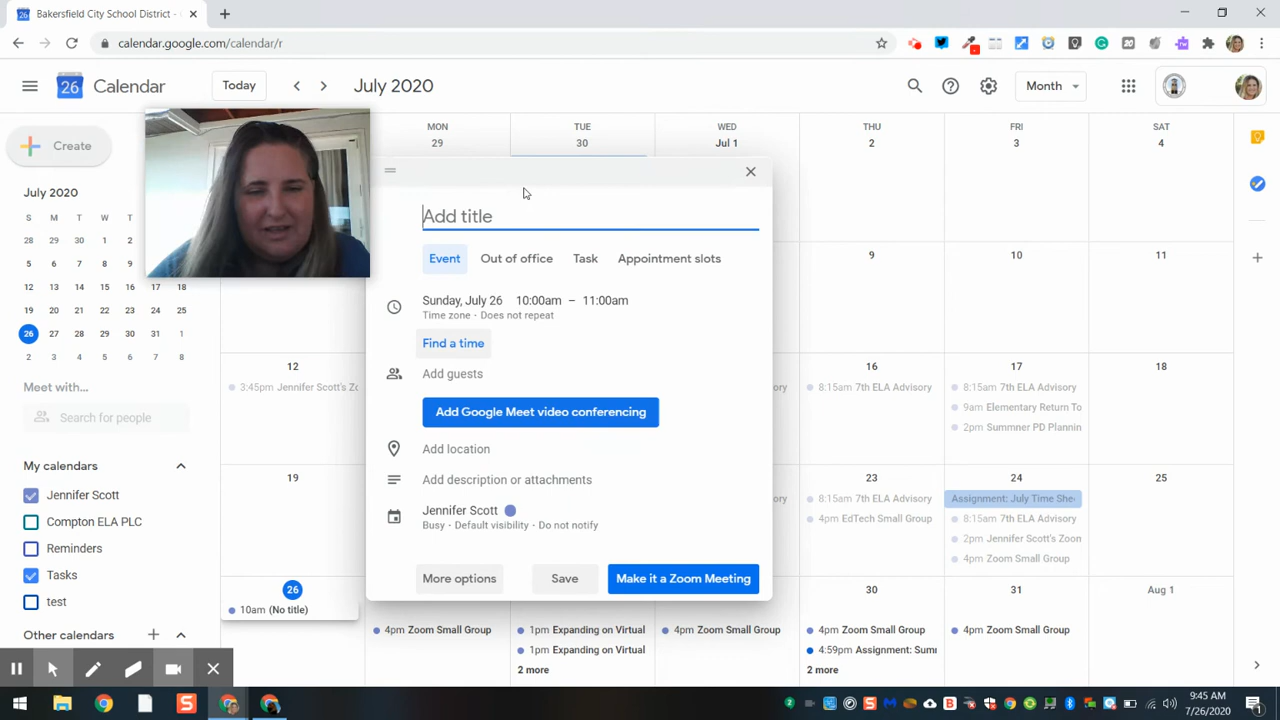 Bakersfield City School District -
calendar.google.com/calendar/r
26 Calendar Today July 2020 Month
Create
July 2020
S M T W T
28 29 30 1 2
5 6 7 8 9
12 13 14 15 16 17 18
19 20 21 22 23 24 25
26 27 28 29 30 31 1
2 3 4 5 6 7 8
Meet with...
Search for people
My calendars
Jennifer Scott
Compton ELA PLC
Reminders
Tasks
test
Other calendars
MON TUE WED THU FRI SAT
29 30 Jul 1 2 3 4
9 10 11
12 16 17 18
3:45pm Jennifer Scott's Zo
8:15am 7th ELA Advisory
8:15am 7th ELA Advisory
9am Elementary Return To
2pm Summner PD Plannin
19 23 24 25
8:15am 7th ELA Advisory
4pm EdTech Small Group
Assignment: July Time She
8:15am 7th ELA Advisory
2pm Jennifer Scott's Zoon
4pm Zoom Small Group
26 30 31 Aug 1
10am (No title)
4pm Zoom Small Group
1pm Expanding on Virtual
1pm Expanding on Virtual
2 more
4pm Zoom Small Group
4pm Zoom Small Group
4:59pm Assignment: Sum
2 more
4pm Zoom Small Group
Add title
Event Out of office Task Appointment slots
Sunday, July 26 10:00am – 11:00am
Time zone · Does not repeat
Find a time
Add guests
Add Google Meet video conferencing
Add location
Add description or attachments
Jennifer Scott
Busy · Default visibility · Do not notify
More options Save Make it a Zoom Meeting
9:45 AM
7/26/2020